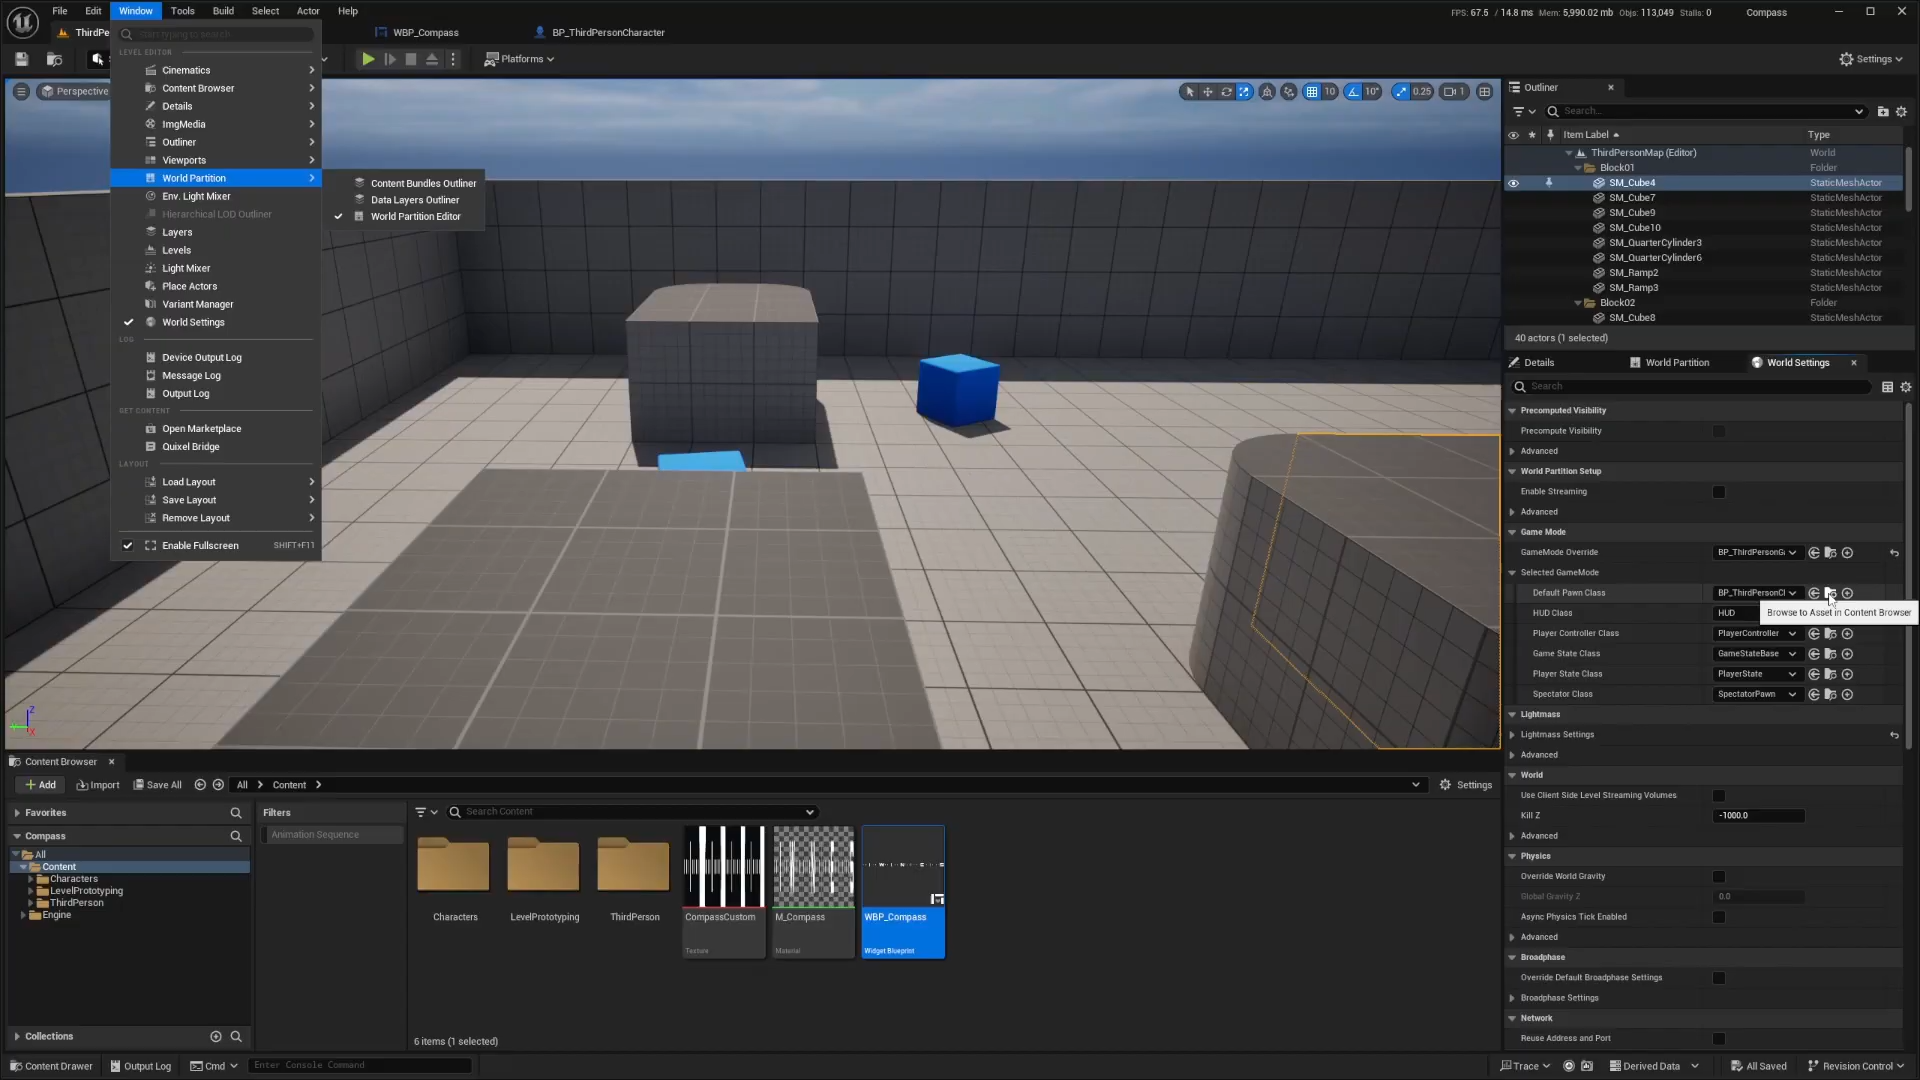 File Edit Window Tools Build Select Actor Help
FPS: 67.5 / 14.8 ms Mem: 5,990.02 mb Objs: 113,049 Stalls: 0 Compass
ThirdPe WBP_Compass BP_ThirdPersonCharacter
Platforms
Settings
Start typing to search
LEVEL EDITOR
Cinematics
Content Browser
Details
ImgMedia
Outliner
Viewports
World Partition
Env. Light Mixer
Hierarchical LOD Outliner
Layers
Levels
Light Mixer
Place Actors
Variant Manager
World Settings
LOG
Device Output Log
Message Log
Output Log
GET CONTENT
Open Marketplace
Quixel Bridge
LAYOUT
Load Layout
Save Layout
Remove Layout
Enable Fullscreen SHIFT+F11
Content Bundles Outliner
Data Layers Outliner
World Partition Editor
Perspective
10 10° 0.25 1
Z
X
Outliner
Search...
Item Label Type
ThirdPersonMap (Editor) World
Block01 Folder
SM_Cube4 StaticMeshActor
SM_Cube7 StaticMeshActor
SM_Cube9 StaticMeshActor
SM_Cube10 StaticMeshActor
SM_QuarterCylinder3 StaticMeshActor
SM_QuarterCylinder6 StaticMeshActor
SM_Ramp2 StaticMeshActor
SM_Ramp3 StaticMeshActor
Block02 Folder
SM_Cube8 StaticMeshActor
40 actors (1 selected)
Details World Partition World Settings
Search
Precomputed Visibility
Precompute Visibility
Advanced
World Partition Setup
Enable Streaming
Advanced
Game Mode
GameMode Override BP_ThirdPersonGa
Selected GameMode
Default Pawn Class BP_ThirdPersonCl
HUD Class HUD
Browse to Asset in Content Browser
Player Controller Class PlayerController
Game State Class GameStateBase
Player State Class PlayerState
Spectator Class SpectatorPawn
Lightmass
Lightmass Settings
Advanced
World
Use Client Side Level Streaming Volumes
Kill Z -1000.0
Advanced
Physics
Override World Gravity
Global Gravity Z 0.0
Async Physics Tick Enabled
Advanced
Broadphase
Override Default Broadphase Settings
Broadphase Settings
Network
Reuse Address and Port
Content Browser
Add Import Save All All Content Settings
Favorites
Compass
All
Content
Characters
LevelPrototyping
ThirdPerson
Engine
Collections
Filters
Animation Sequence
Search Content
Characters LevelPrototyping ThirdPerson CompassCustom M_Compass WBP_Compass
Texture Material Widget Blueprint
6 items (1 selected)
Content Drawer Output Log Cmd Enter Console Command
Trace Derived Data All Saved Revision Control